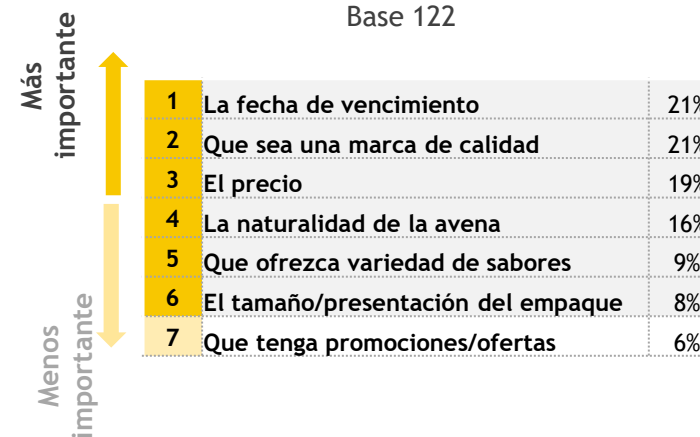 Base 122
Más
importante
1 La fecha de vencimiento 21%
2 Que sea una marca de calidad 21%
3 El precio 19%
4 La naturalidad de la avena 16%
5 Que ofrezca variedad de sabores 9%
6 El tamaño/presentación del empaque 8%
7 Que tenga promociones/ofertas 6%
Menos
importante